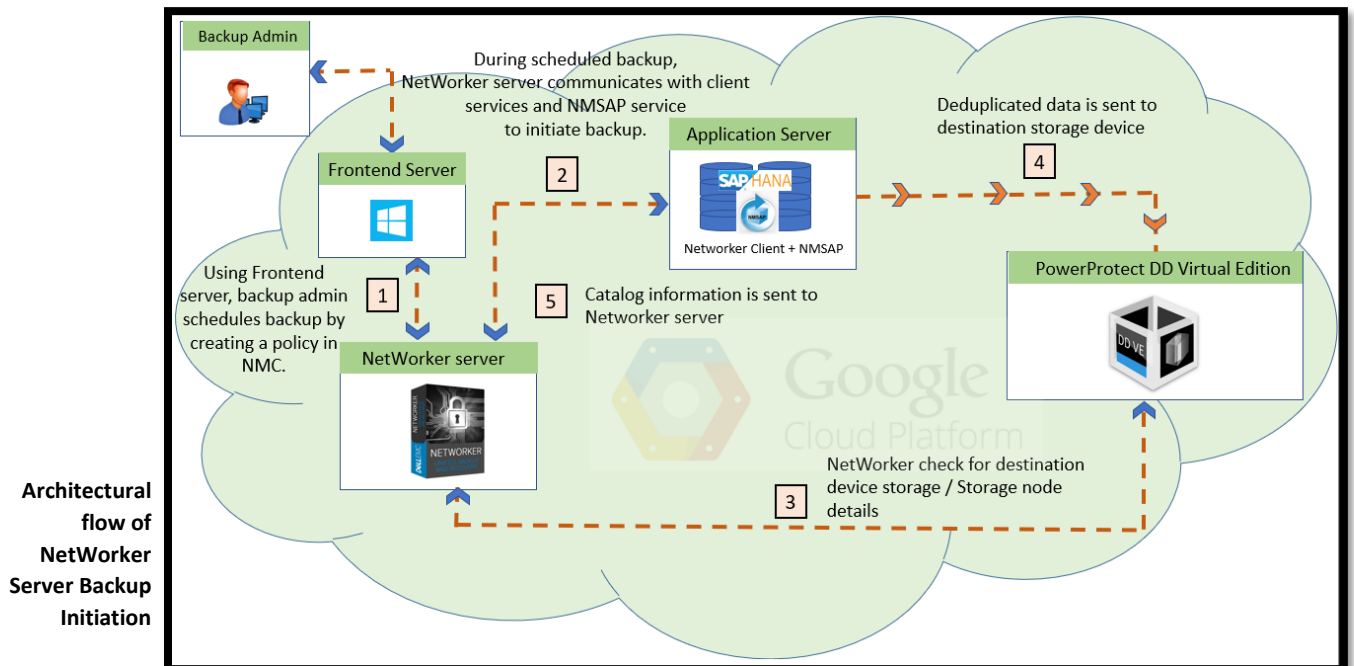 Backup Admin
During scheduled backup,
NetWorker server communicates with client
services and NMSAP service
to initiate backup.
Deduplicated data is sent to
destination storage device
Application Server
4
Frontend Server
2
SAP HANA
NMSAP
Networker Client + NMSAP
Using Frontend
server, backup admin
schedules backup by
creating a policy in
NMC.
1
5
Catalog information is sent to
Networker server
PowerProtect DD Virtual Edition
DD VE
NetWorker server
NETWORKER
NETWORKER
DELL EMC
Google
Cloud Platform
NetWorker check for destination
device storage / Storage node
details
3
Architectural
flow of
NetWorker
Server Backup
Initiation